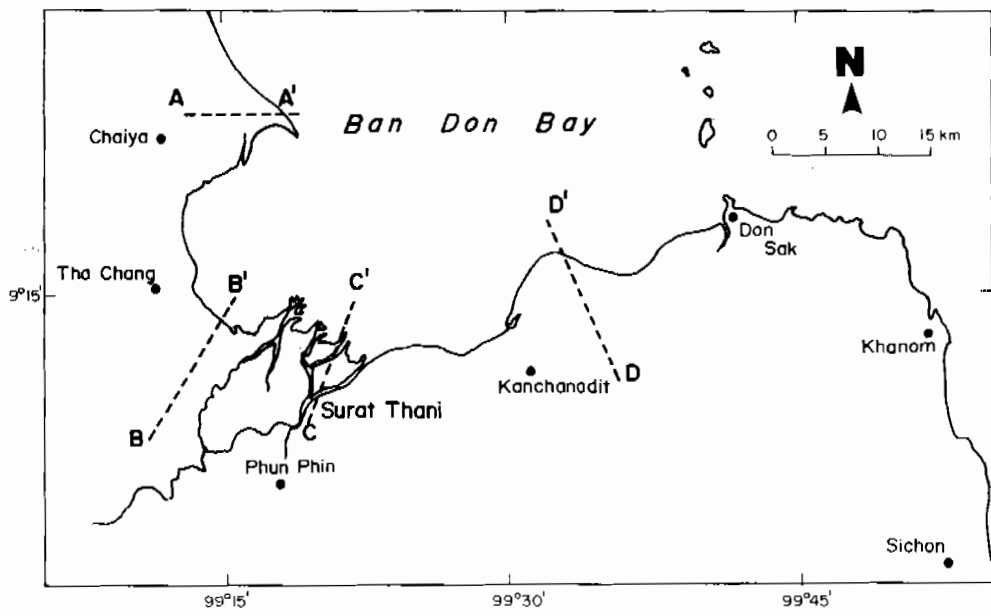 N
A A'
Ban Don Bay
Chaiya
0 5 10 15 km
D'
Don
Sak
Tha Chang
B' C'
9°15'
Khanom
Kanchanadit
D
Surat Thani
B C
Phun Phin
Sichon
99°15' 99°30' 99°45'